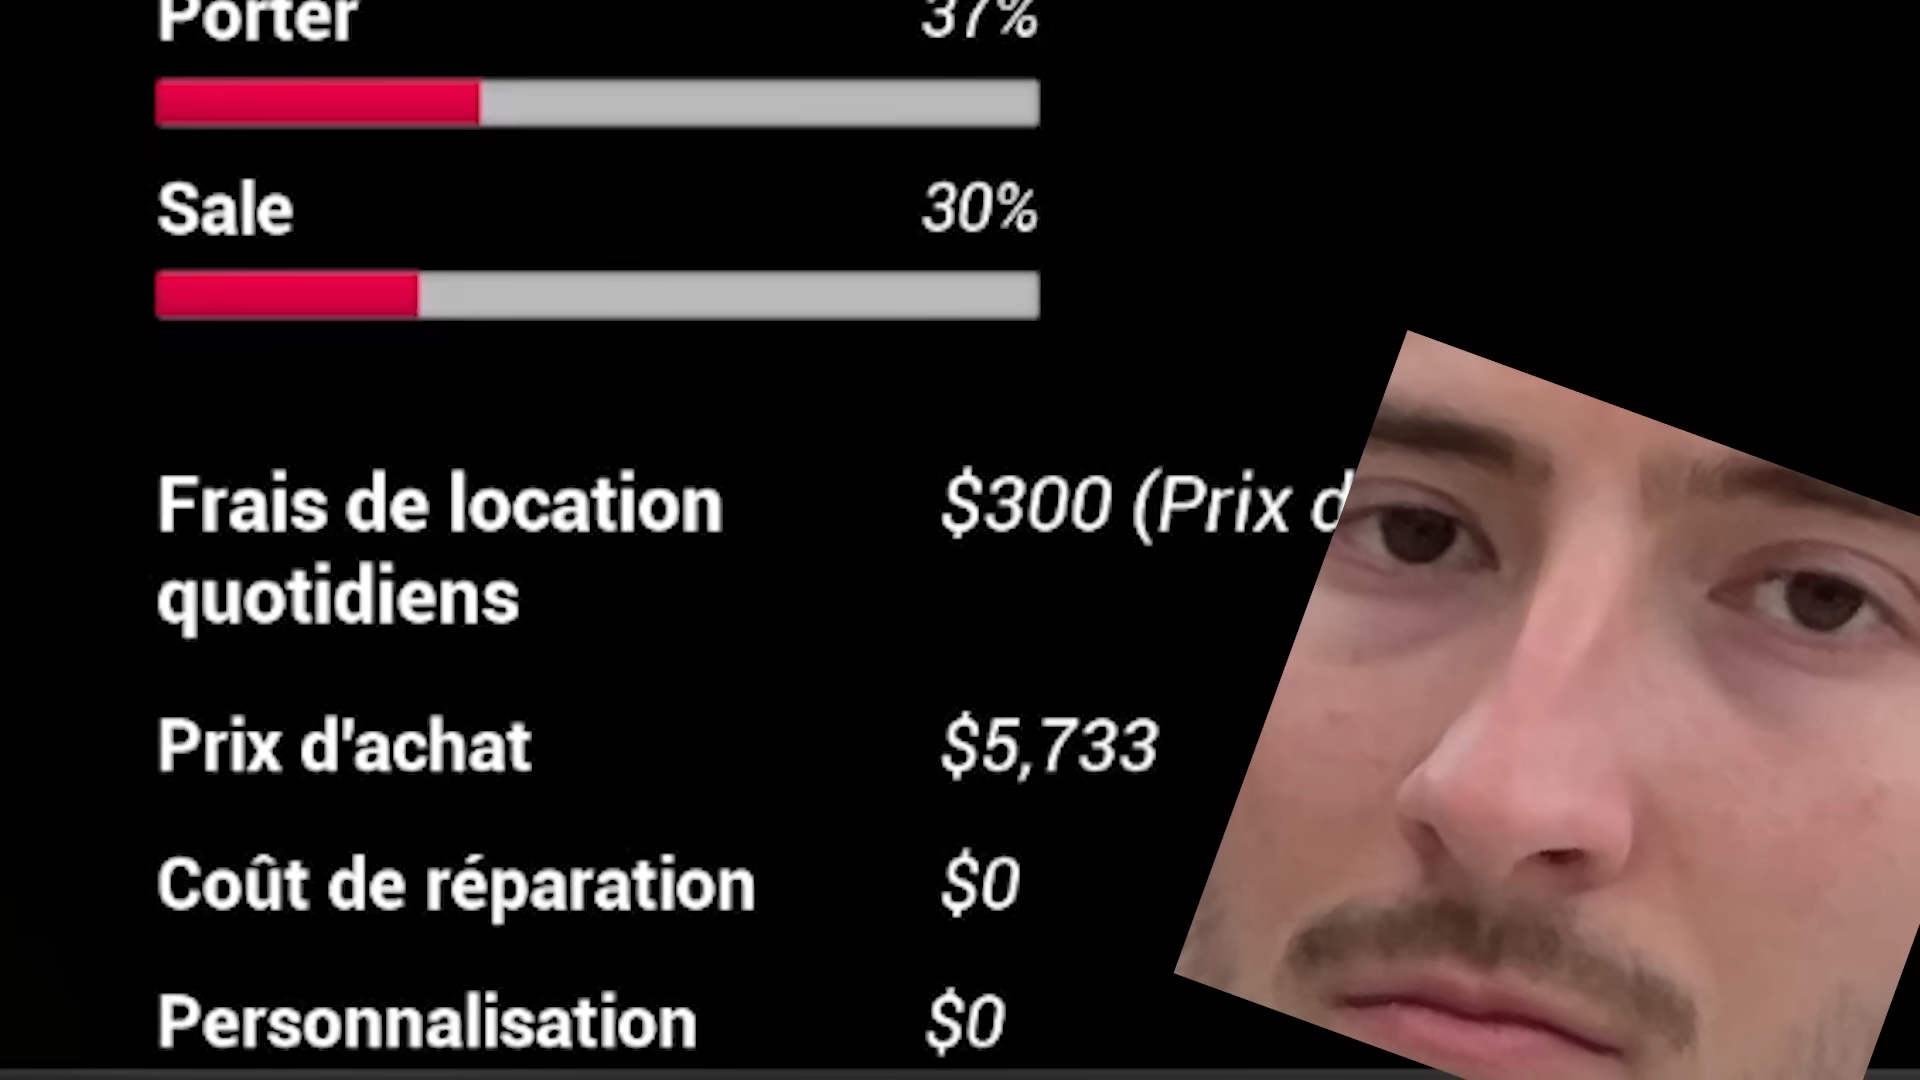 Porter 37%
Sale 30%
Frais de location $300 (Prix d
quotidiens
Prix d'achat $5,733
Coût de réparation $0
Personnalisation $0